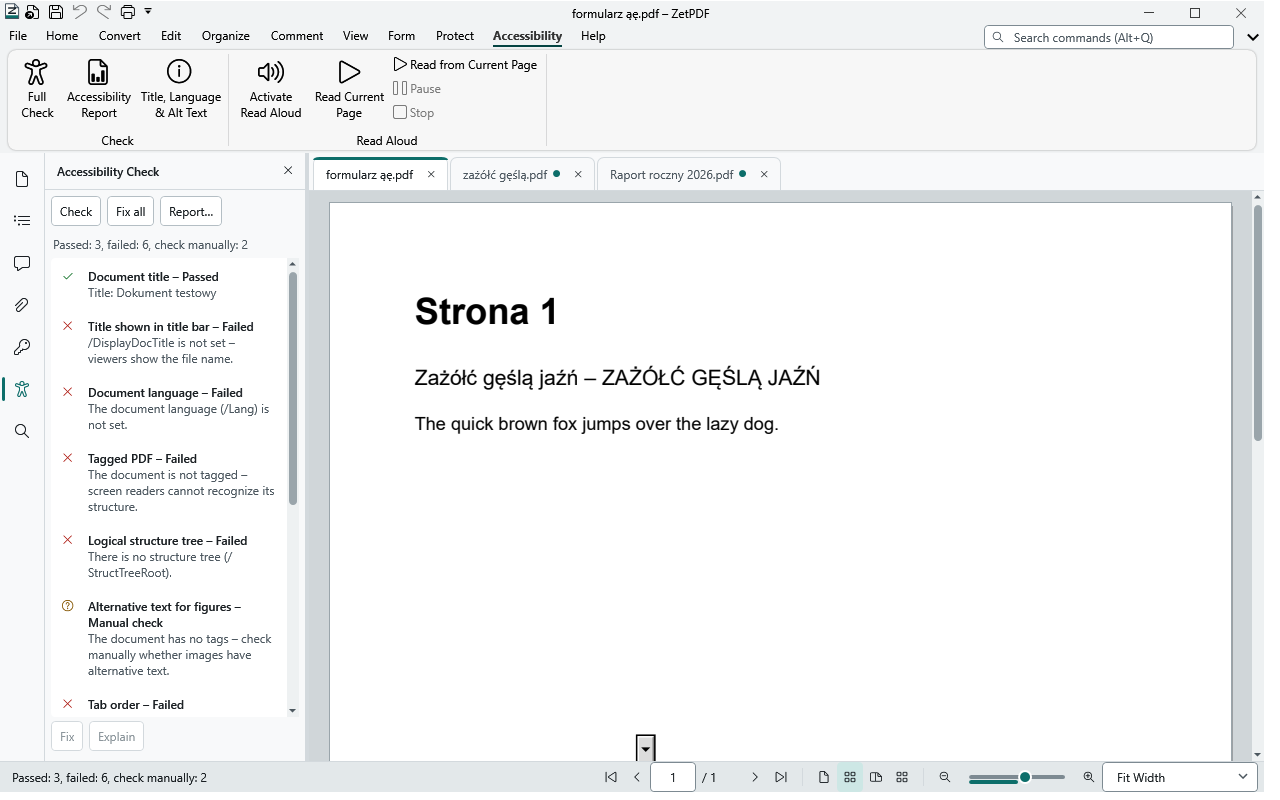 formularz ąę.pdf – ZetPDF
File Home Convert Edit Organize Comment View Form Protect Accessibility Help
Search commands (Alt+Q)
Full Check
Accessibility Report
Title, Language & Alt Text
Check
Activate Read Aloud
Read Current Page
Read from Current Page
Pause
Stop
Read Aloud
Accessibility Check
Check Fix all Report...
Passed: 3, failed: 6, check manually: 2
Document title – Passed
Title: Dokument testowy
Title shown in title bar – Failed
/DisplayDocTitle is not set –
viewers show the file name.
Document language – Failed
The document language (/Lang) is
not set.
Tagged PDF – Failed
The document is not tagged –
screen readers cannot recognize its
structure.
Logical structure tree – Failed
There is no structure tree (/
StructTreeRoot).
Alternative text for figures –
Manual check
The document has no tags – check
manually whether images have
alternative text.
Tab order – Failed
Fix Explain
formularz ąę.pdf
zażółć gęślą.pdf
Raport roczny 2026.pdf
Strona 1
Zażółć gęślą jaźń – ZAŻÓŁĆ GĘŚLĄ JAŹŃ
The quick brown fox jumps over the lazy dog.
Passed: 3, failed: 6, check manually: 2
1 / 1
Fit Width